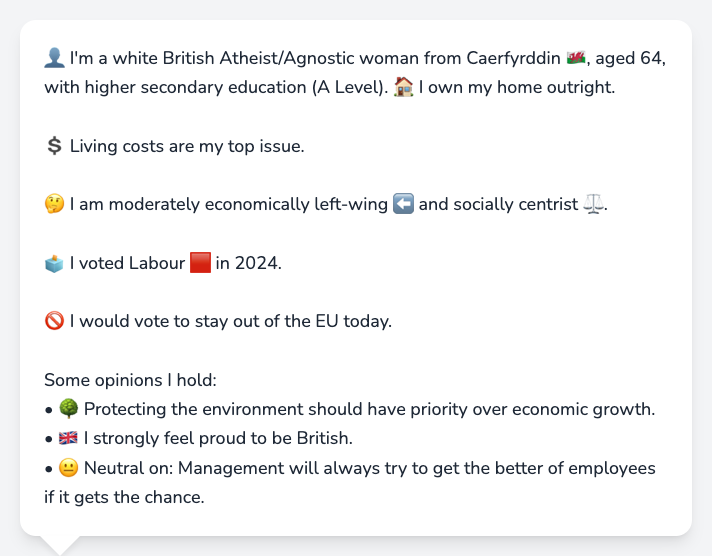 👤 I'm a white British Atheist/Agnostic woman from Caerfyrddin 🏴󠁧󠁢󠁷󠁬󠁳󠁿, aged 64,
with higher secondary education (A Level). 🏠 I own my home outright.
💲 Living costs are my top issue.
🤔 I am moderately economically left-wing ⬅️ and socially centrist ⚖️.
🗳️ I voted Labour 🟥 in 2024.
🚫 I would vote to stay out of the EU today.
Some opinions I hold:
• 🌳 Protecting the environment should have priority over economic growth.
• 🇬🇧 I strongly feel proud to be British.
• 😐 Neutral on: Management will always try to get the better of employees
if it gets the chance.